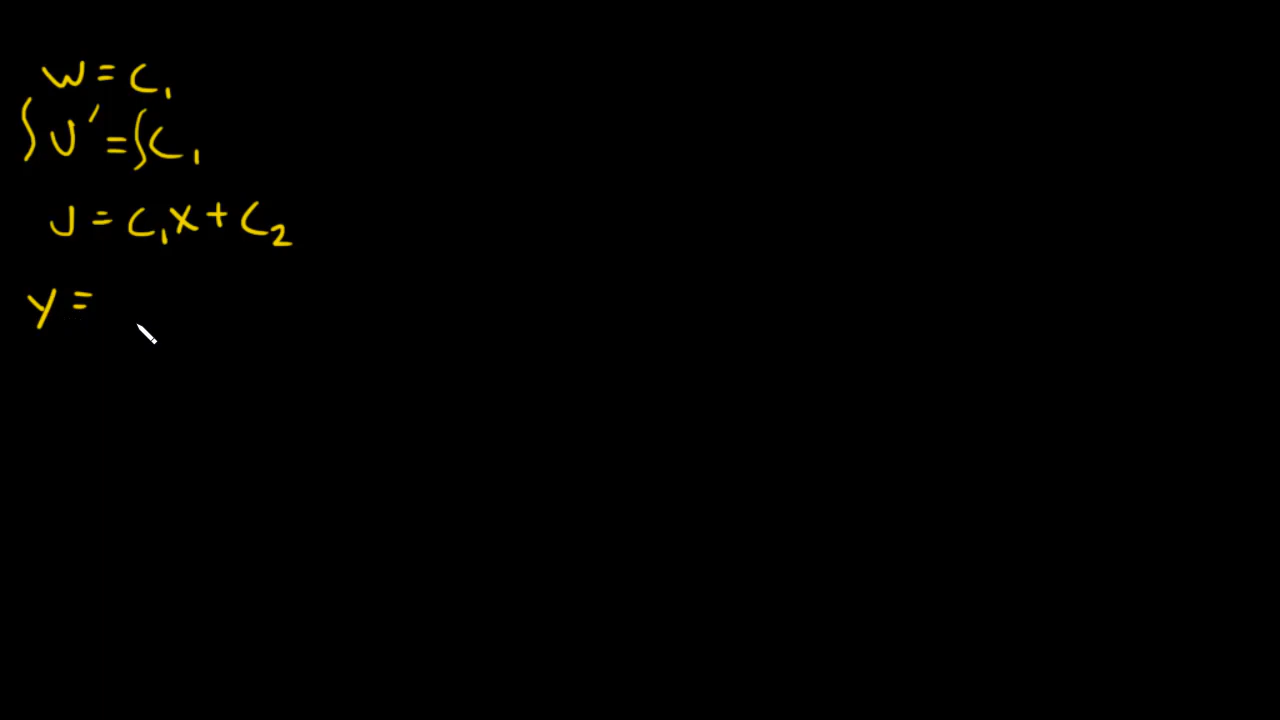 w = c₁
∫ u′ = ∫ c₁
u = c₁x + c₂
y =